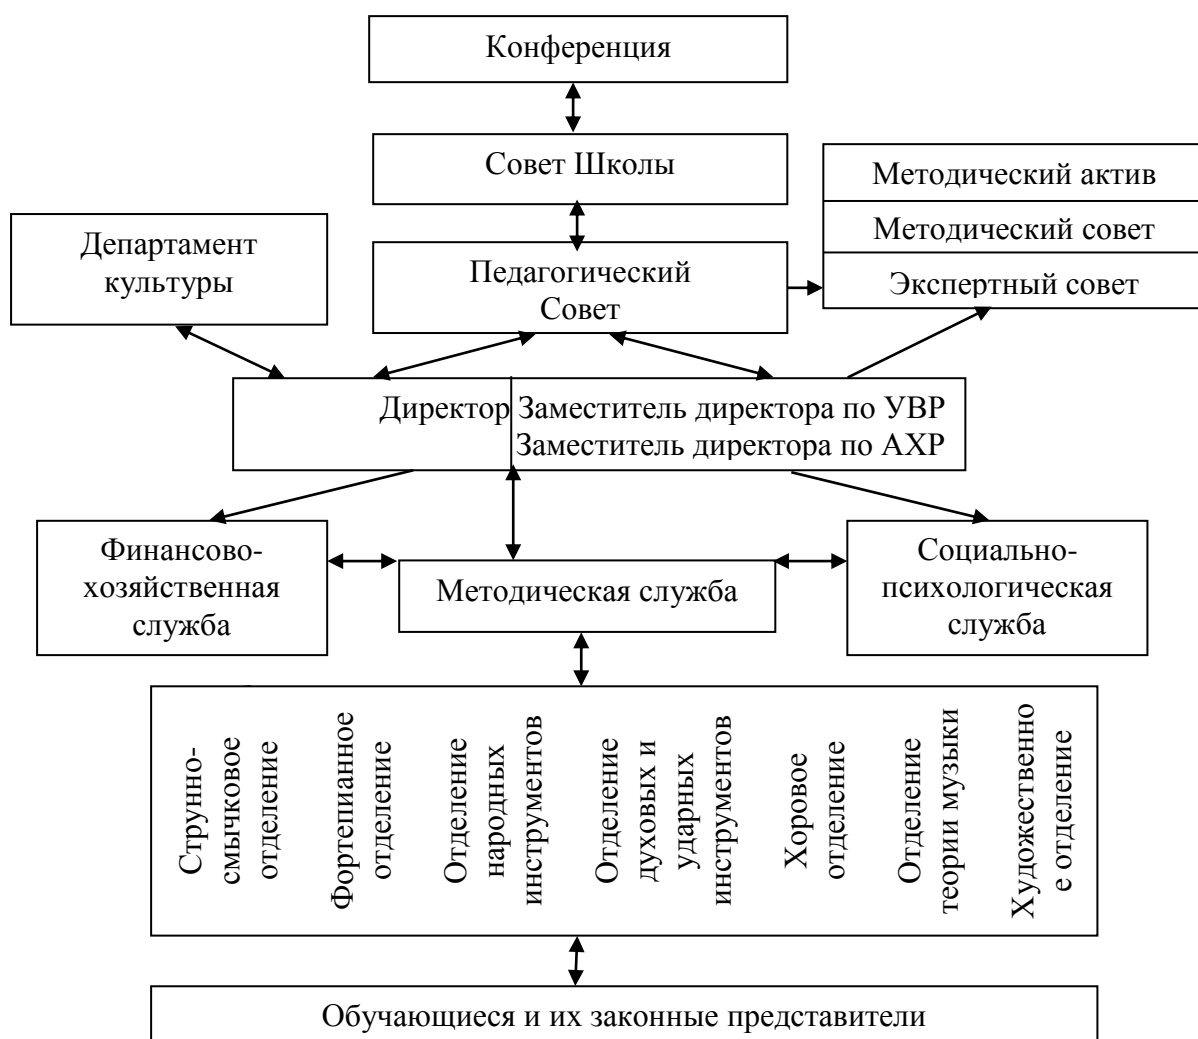 Конференция
Совет Школы
Методический актив
Методический совет
Экспертный совет
Департамент
культуры
Педагогический
Совет
Директор
Заместитель директора по УВР
Заместитель директора по АХР
Финансово-
хозяйственная
служба
Методическая служба
Социально-
психологическая
служба
Струнно-
смычковое
отделение
Фортепианное
отделение
Отделение
народных
инструментов
Отделение
духовых и
ударных
инструментов
Хоровое
отделение
Отделение
теории музыки
Художественно
е отделение
Обучающиеся и их законные представители